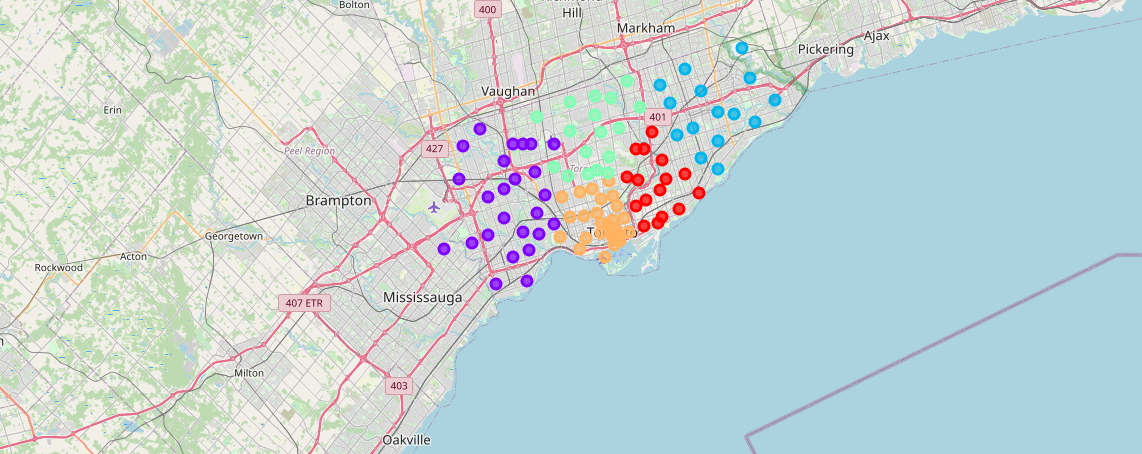 Bolton
400
Hill
Markham
Ajax
Pickering
Vaughan
Erin
401
427
Peel Region
Brampton
Georgetown
Acton
Rockwood
Mississauga
407 ETR
Milton
403
Oakville